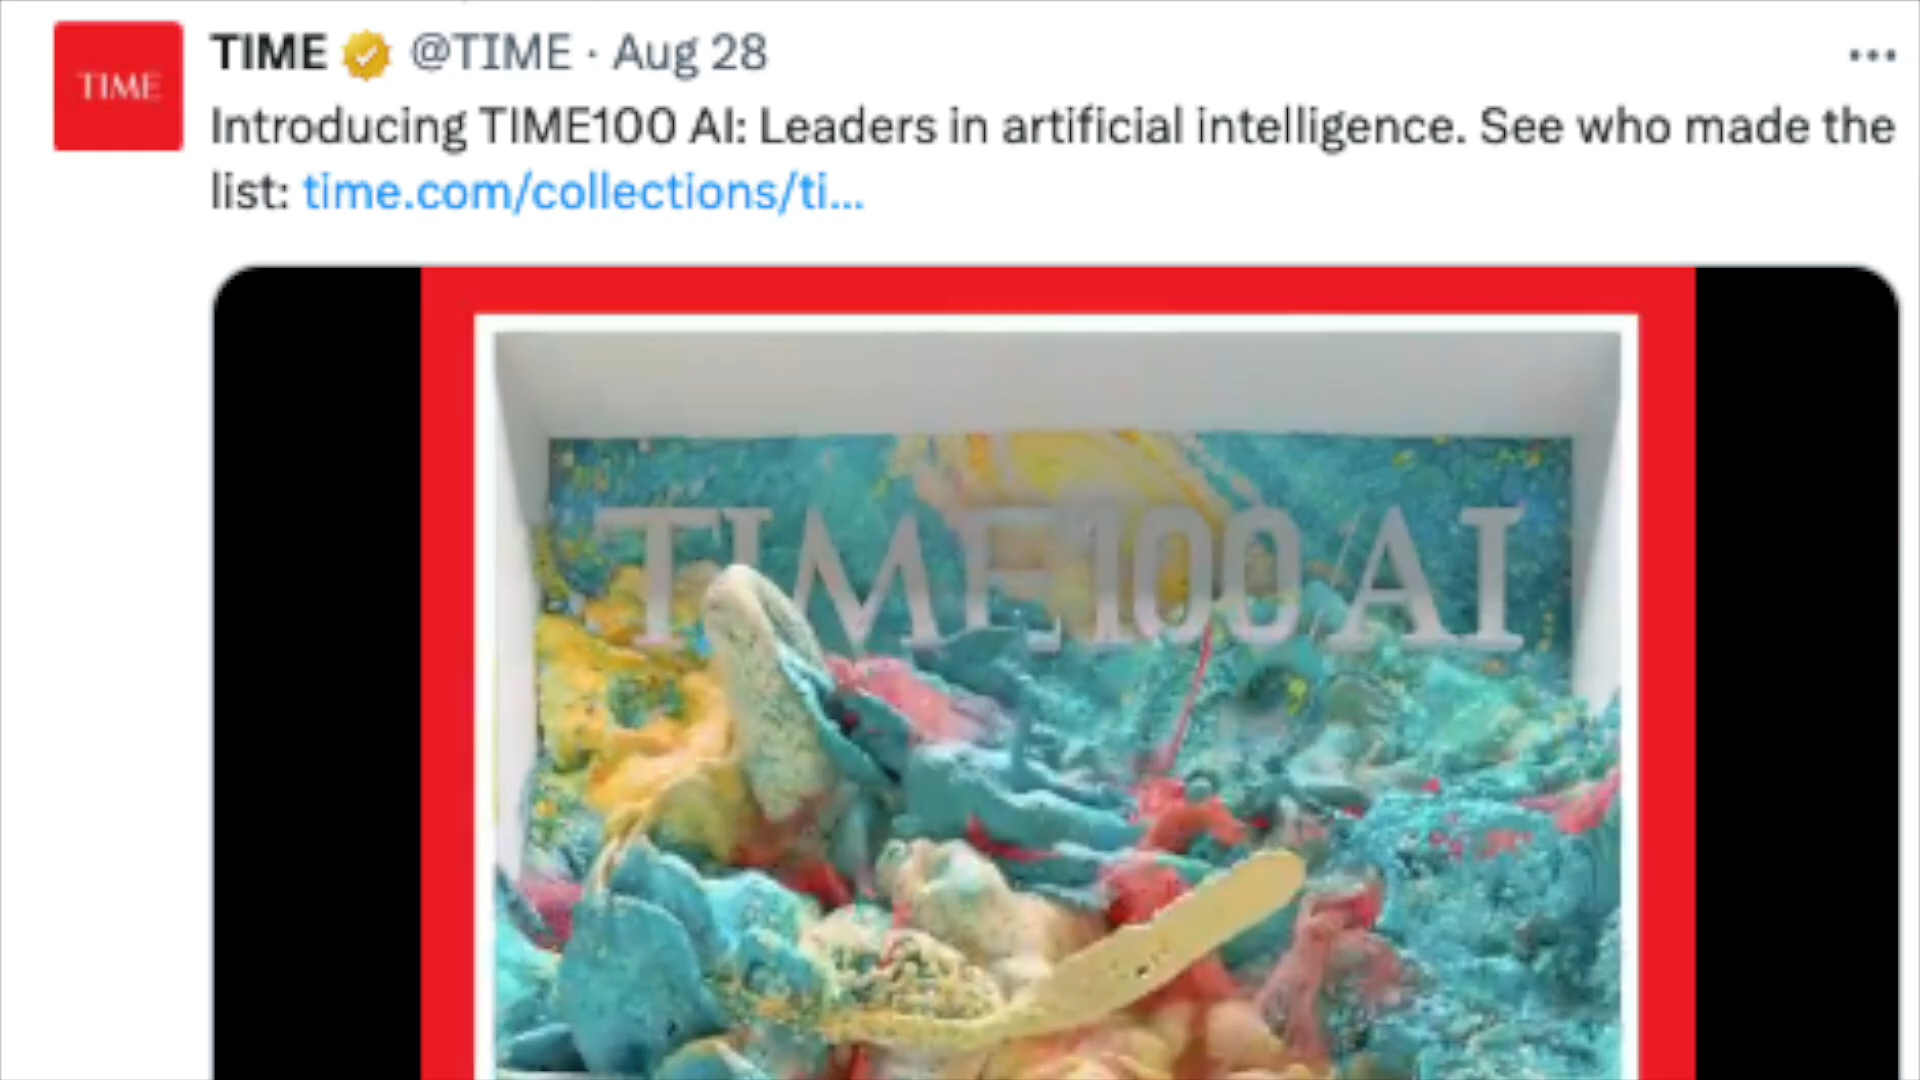 TIME
TIME @TIME · Aug 28
Introducing TIME100 AI: Leaders in artificial intelligence. See who made the
list: time.com/collections/ti...
TIME100 AI